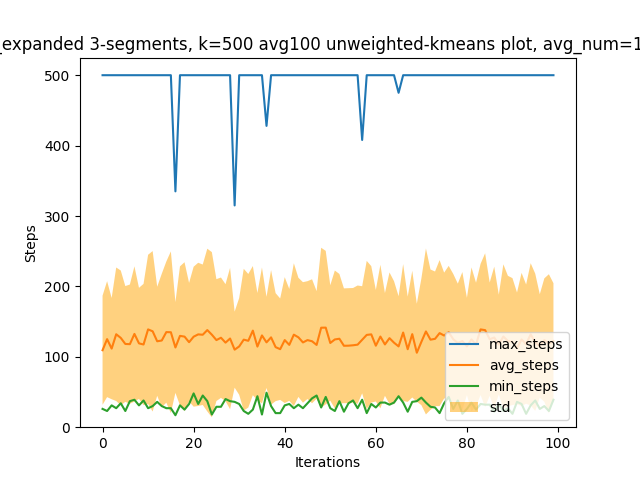 _expanded 3-segments, k=500 avg100 unweighted-kmeans plot, avg_num=1
500
400
300
200
100
0
Steps
0 20 40 60 80 100
Iterations
max_steps
avg_steps
min_steps
std